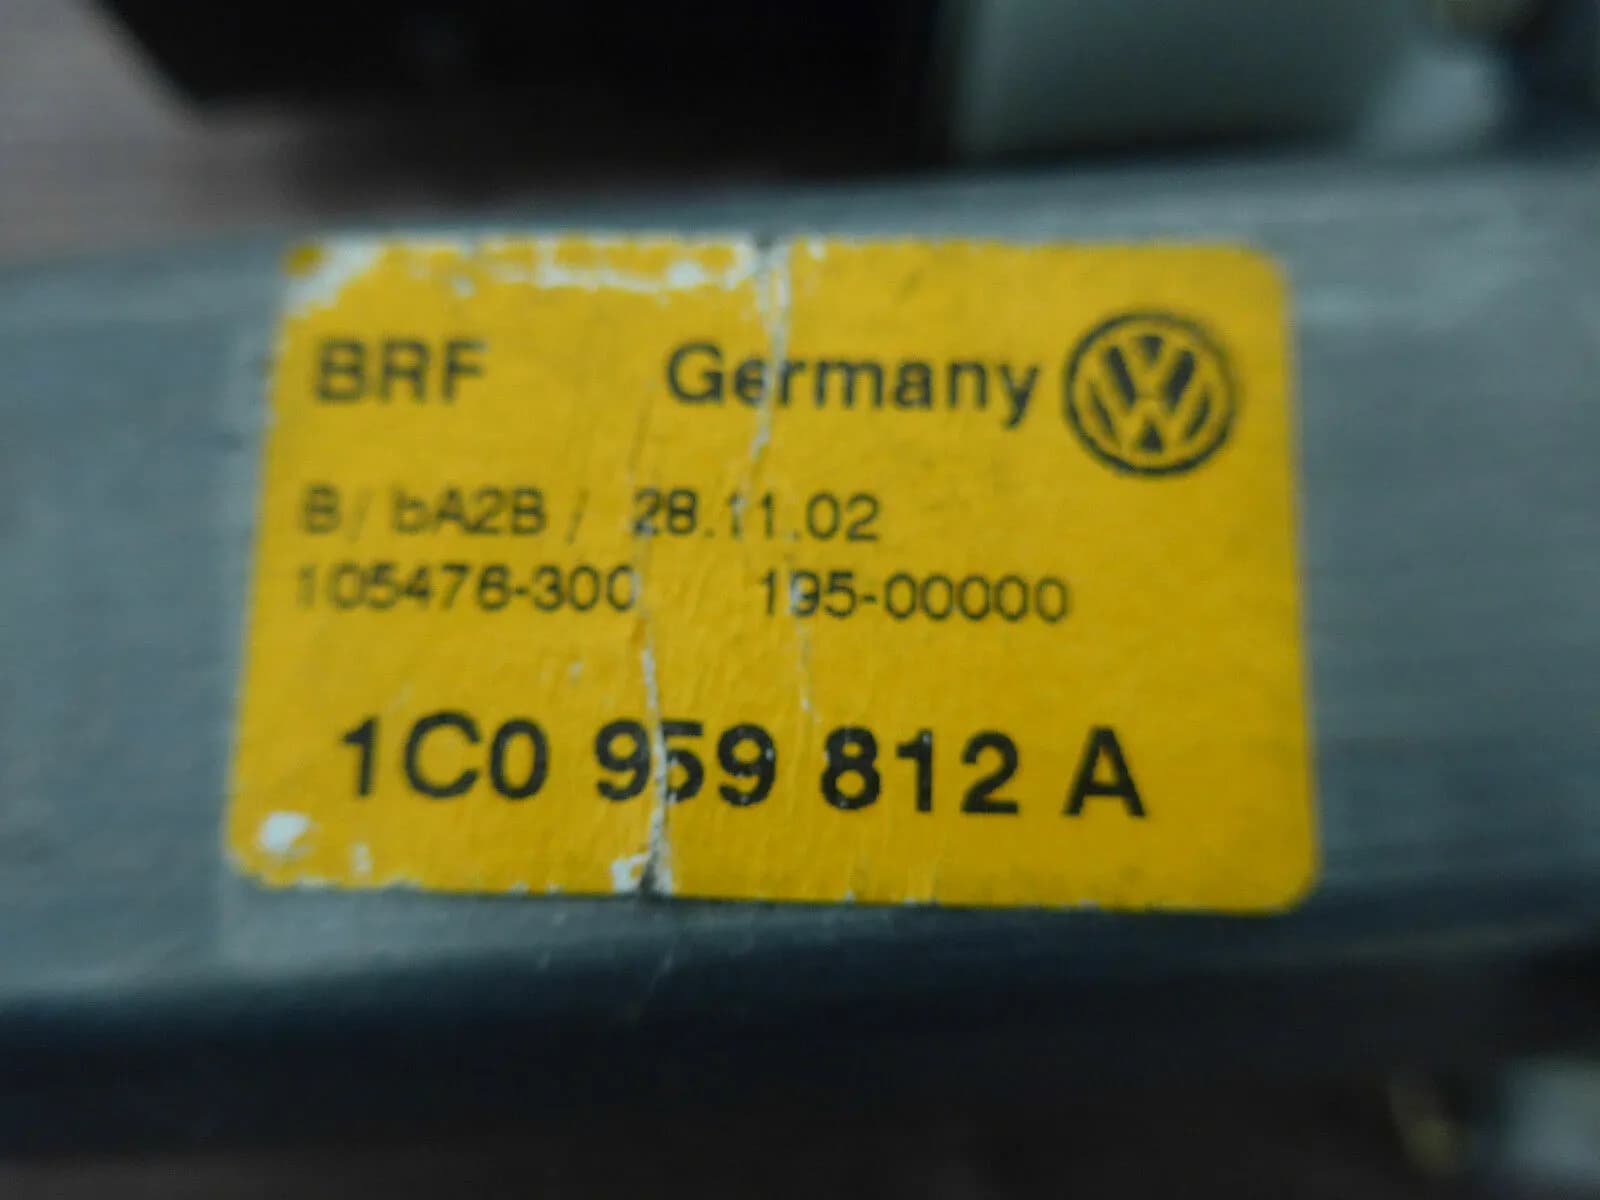 BRF Germany
B/ bA2B / 28.11.02
105476-300 195-00000
1C0 959 812 A